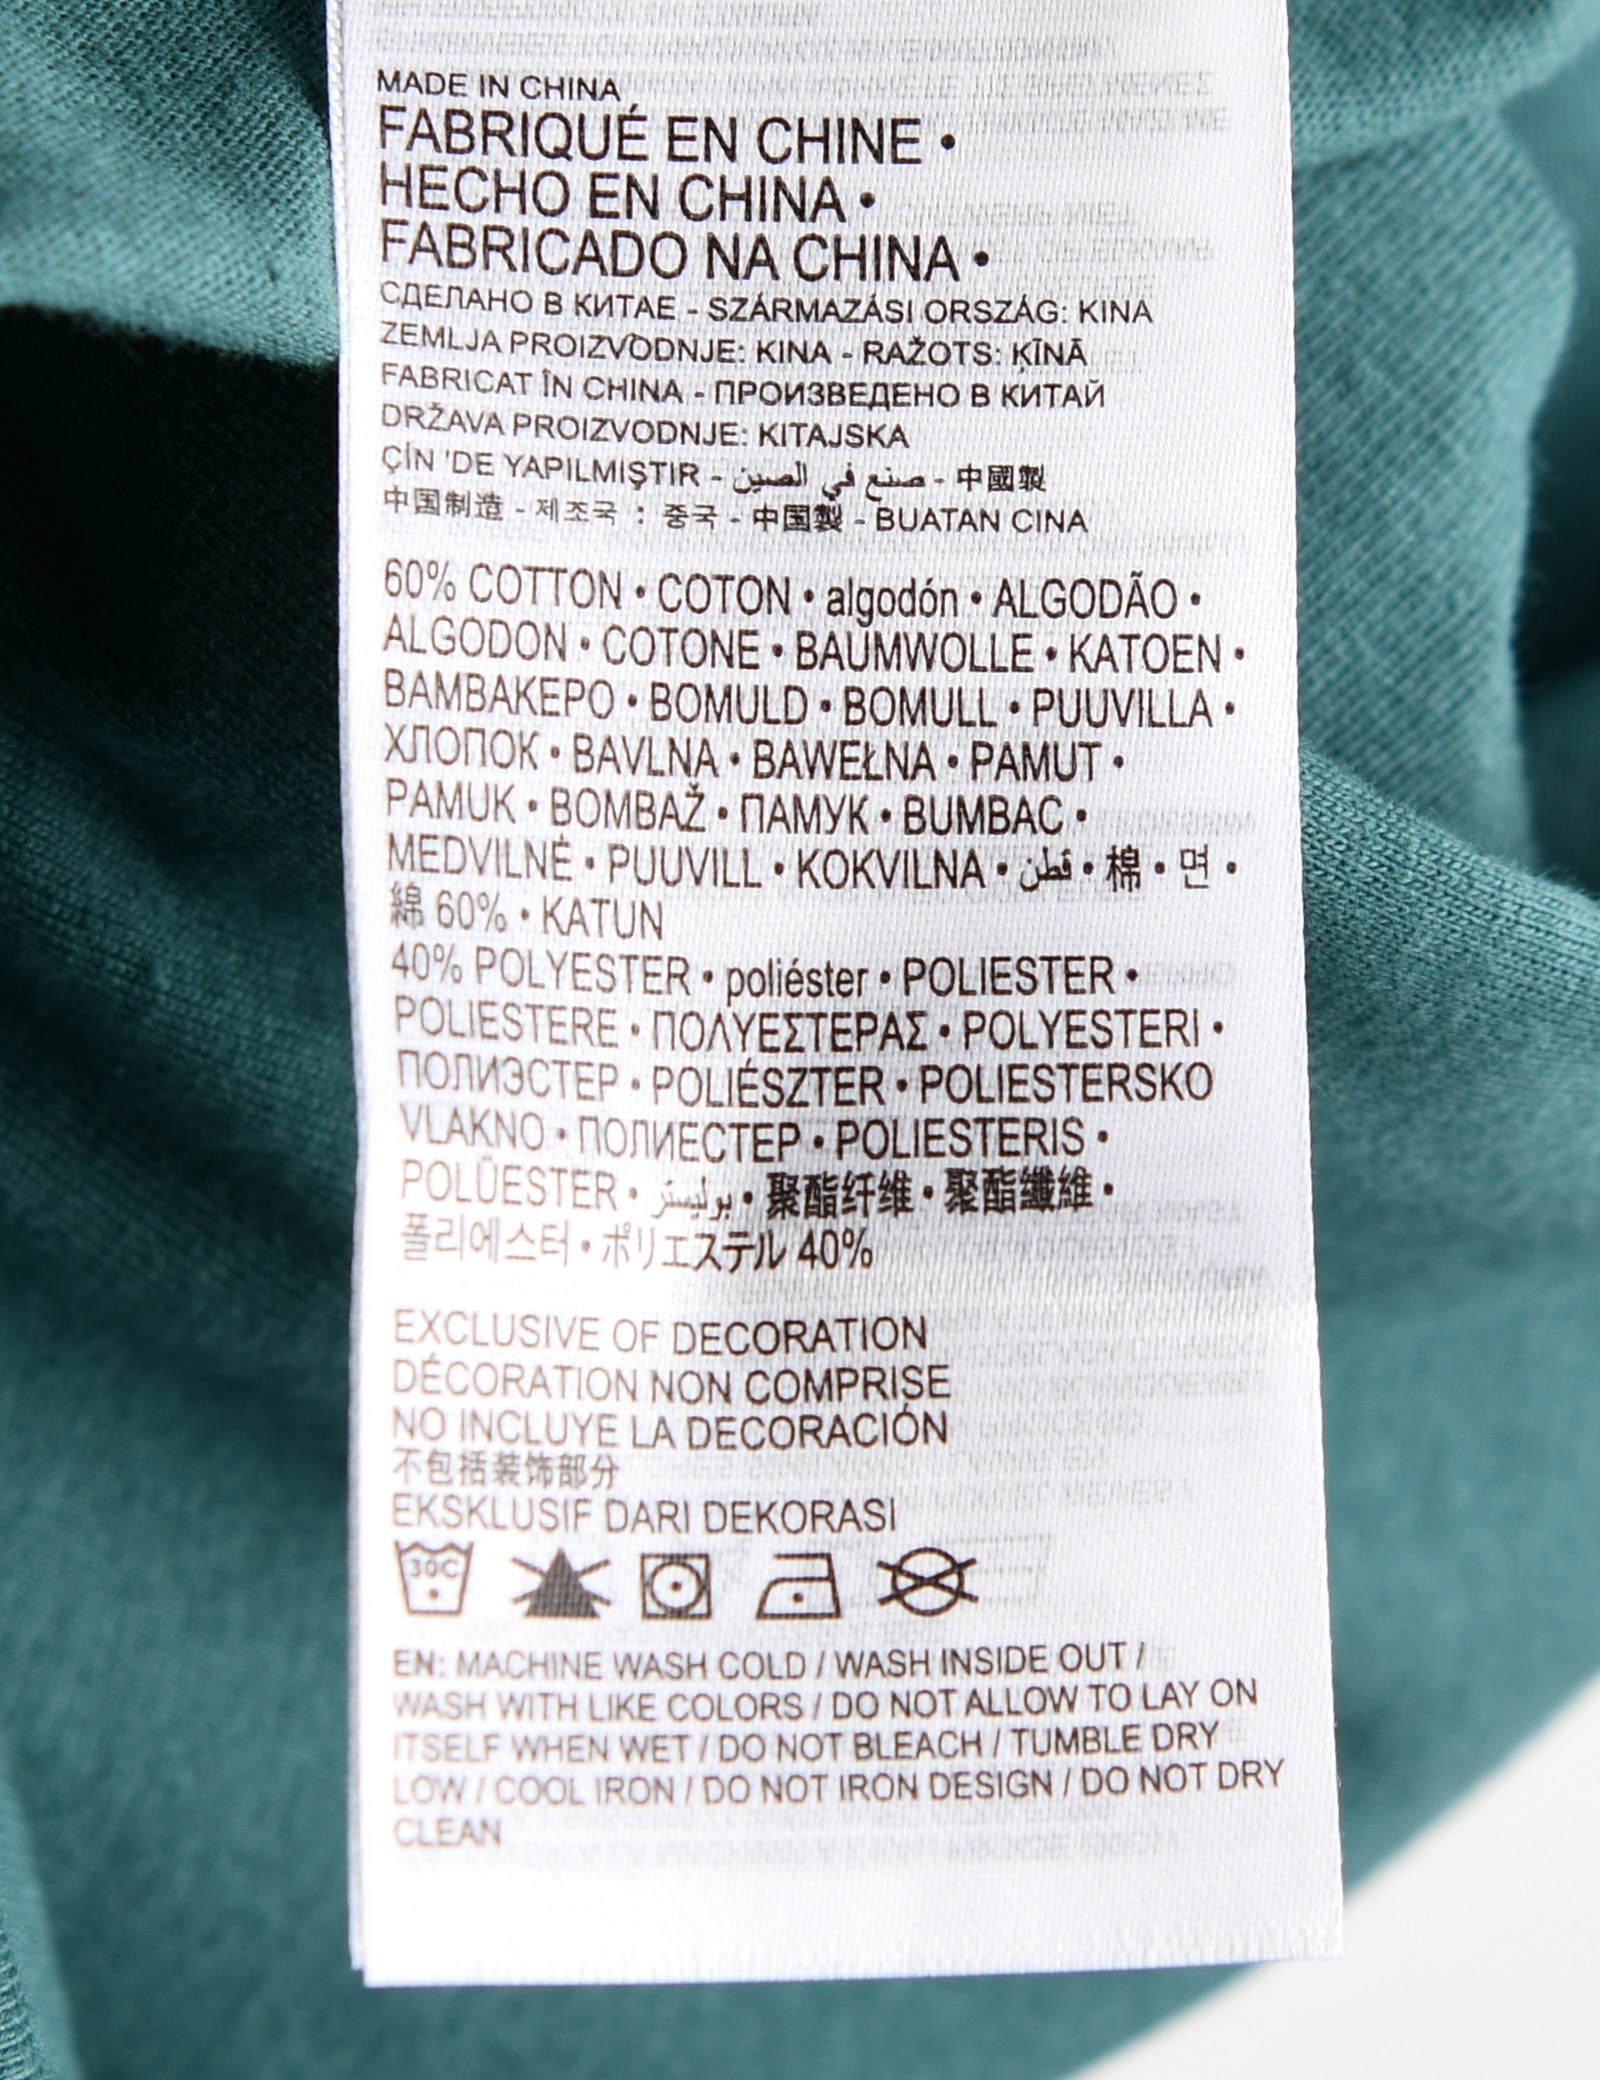 MADE IN CHINA
FABRIQUÉ EN CHINE •
HECHO EN CHINA •
FABRICADO NA CHINA •
СДЕЛАНО В КИТАЕ - SZÁRMAZÁSI ORSZÁG: KINA
ZEMLJA PROIZVODNJE: KINA - RAŽOTS: ĶĪNĀ
FABRICAT ÎN CHINA - ПРОИЗВЕДЕНО В КИТАЙ
DRŽAVA PROIZVODNJE: KITAJSKA
ÇİN 'DE YAPILMIŞTIR - صنع في الصين - 中國製
中国制造 - 제조국 : 중국 - 中国製 - BUATAN CINA
60% COTTON • COTON • algodón • ALGODÃO •
ALGODON • COTONE • BAUMWOLLE • KATOEN •
ΒΑΜΒΑΚΕΡΟ • BOMULD • BOMULL • PUUVILLA •
ХЛОПОК • BAVLNA • BAWEŁNA • PAMUT •
PAMUK • BOMBAŽ • ПАМУК • BUMBAC •
MEDVILNĖ • PUUVILL • KOKVILNA • قطن • 棉 • 면 •
綿 60% • KATUN
40% POLYESTER • poliéster • POLIESTER •
POLIESTERE • ΠΟΛΥΕΣΤΕΡΑΣ • POLYESTERI •
ПОЛИЭСТЕР • POLIÉSZTER • POLIESTERSKO
VLAKNO • ПОЛИЕСТЕР • POLIESTERIS •
POLÜESTER • بوليستر • 聚酯纤维 • 聚酯纖維 •
폴리에스터 • ポリエステル 40%
EXCLUSIVE OF DECORATION
DÉCORATION NON COMPRISE
NO INCLUYE LA DECORACIÓN
不包括装饰部分
EKSKLUSIF DARI DEKORASI
30C
EN: MACHINE WASH COLD / WASH INSIDE OUT /
WASH WITH LIKE COLORS / DO NOT ALLOW TO LAY ON
ITSELF WHEN WET / DO NOT BLEACH / TUMBLE DRY
LOW / COOL IRON / DO NOT IRON DESIGN / DO NOT DRY
CLEAN